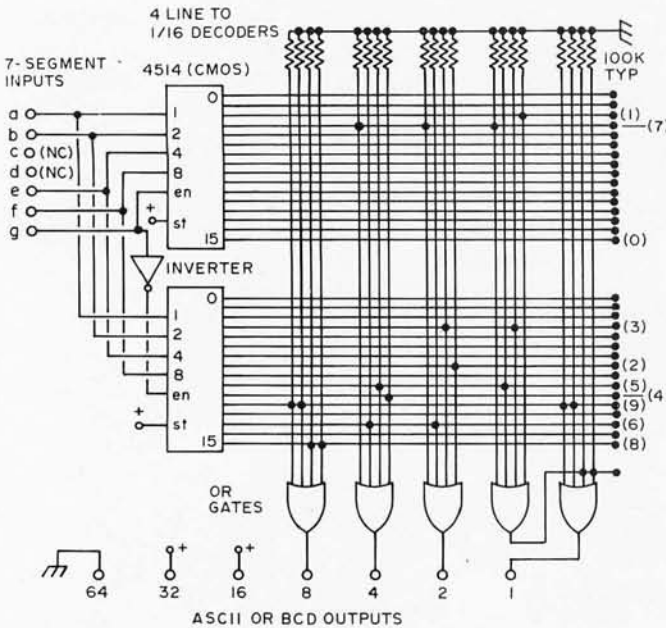 4 LINE TO
1/16 DECODERS
7-SEGMENT
INPUTS
4514 (CMOS)
100K
TYP
0
a
1
(1)
b
2
(7)
c (NC)
4
d (NC)
8
e
en
f
+
st
g
15
(0)
INVERTER
0
1
2
(3)
4
8
(2)
en
(5)
(4
(9)
+
st
(6)
15
(8)
OR
GATES
+
+
64
32
16
8
4
2
1
ASCII OR BCD OUTPUTS